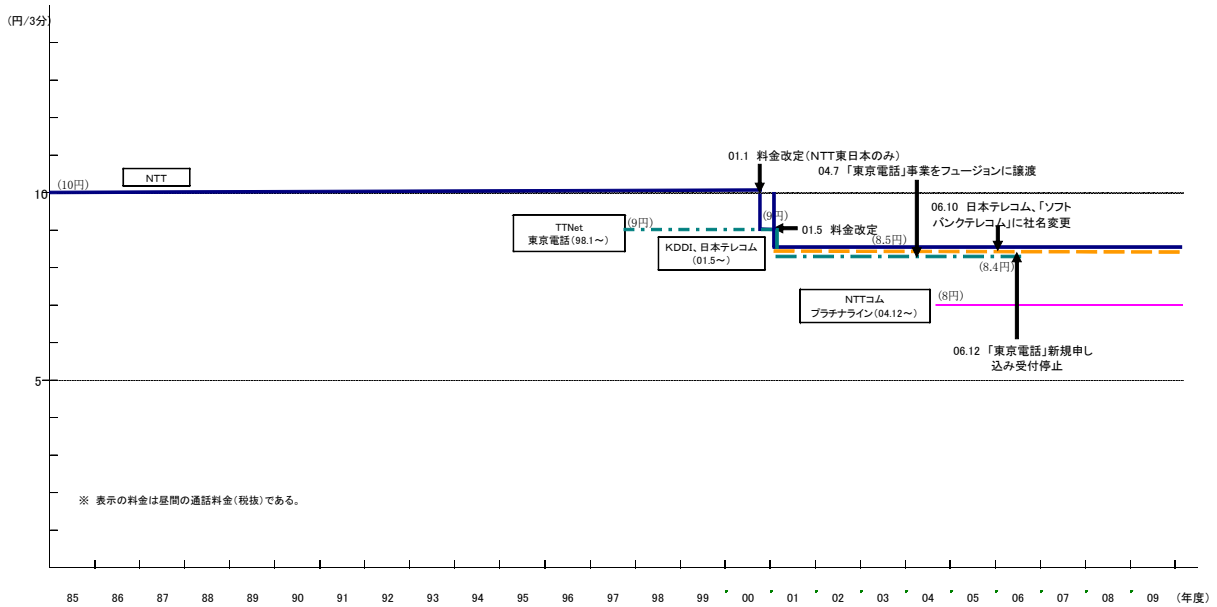 (円/3分)
01.1 料金改定(NTT東日本のみ)
04.7 「東京電話」事業をフュージョンに譲渡
NTT
(10円)
10
06.10 日本テレコム、「ソフト
バンクテレコム」に社名変更
TTNet
東京電話(98.1～)
(9円)
(9円)
01.5 料金改定
KDDI、日本テレコム
(01.5～)
(8.5円)
(8.4円)
NTTコム
プラチナライン(04.12～)
(8円)
06.12 「東京電話」新規申し
込み受付停止
5
※ 表示の料金は昼間の通話料金(税抜)である。
85 86 87 88 89 90 91 92 93 94 95 96 97 98 99 00 01 02 03 04 05 06 07 08 09 (年度)